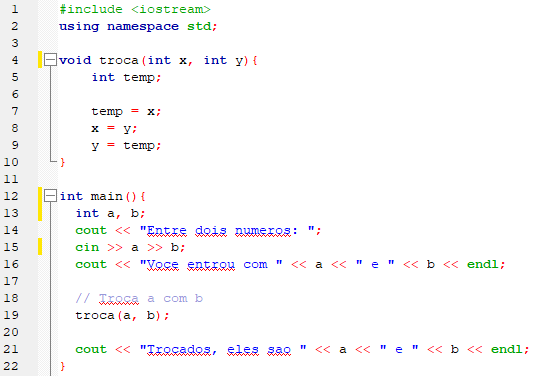 1 #include <iostream>
2 using namespace std;
3
4 void troca(int x, int y){
5 int temp;
6
7 temp = x;
8 x = y;
9 y = temp;
10 }
11
12 int main(){
13 int a, b;
14 cout << "Entre dois numeros: ";
15 cin >> a >> b;
16 cout << "Voce entrou com " << a << " e " << b << endl;
17
18 // Troca a com b
19 troca(a, b);
20
21 cout << "Trocados, eles sao " << a << " e " << b << endl;
22 }